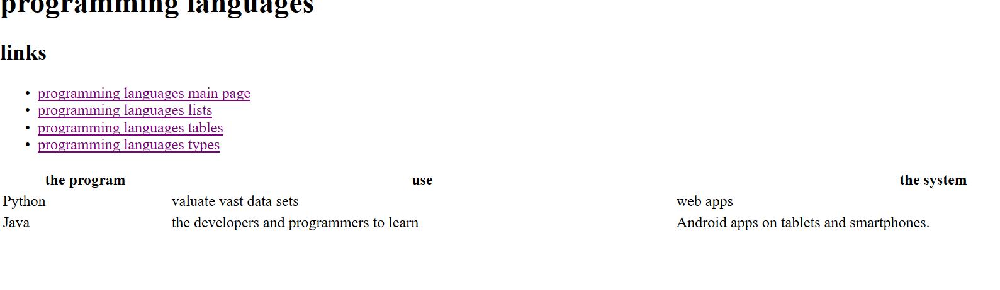 programming languages
links
• programming languages main page
• programming languages lists
• programming languages tables
• programming languages types
the program use the system
Python valuate vast data sets web apps
Java the developers and programmers to learn Android apps on tablets and smartphones.